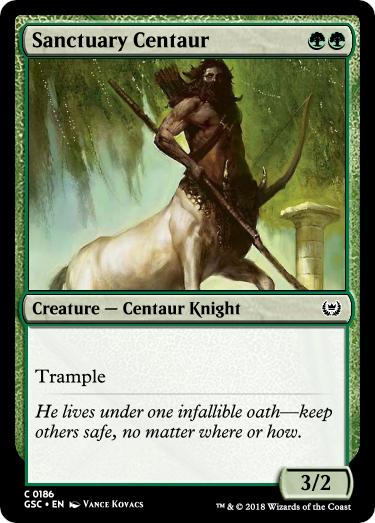 Sanctuary Centaur
Creature — Centaur Knight
Trample
He lives under one infallible oath—keep
others safe, no matter where or how.
3/2
C 0186
GSC • EN Vance Kovacs
™ & © 2018 Wizards of the Coast